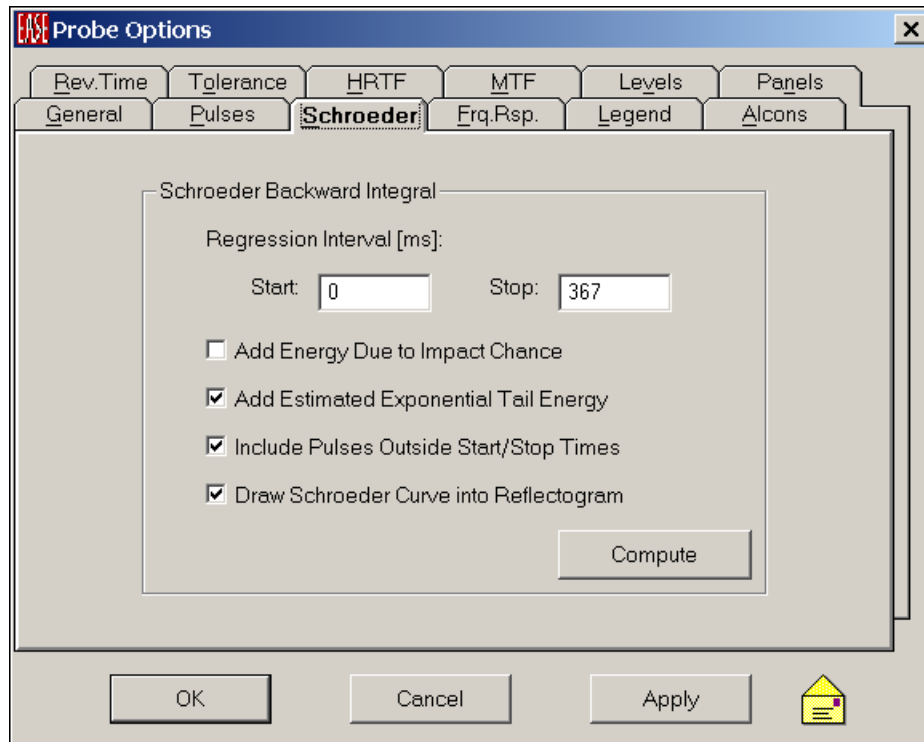 EASE Probe Options
Rev.Time Tolerance HRTF MTF Levels Panels
General Pulses Schroeder Frq.Rsp. Legend Alcons
Schroeder Backward Integral
Regression Interval [ms]:
Start: 0 Stop: 367
Add Energy Due to Impact Chance
Add Estimated Exponential Tail Energy
Include Pulses Outside Start/Stop Times
Draw Schroeder Curve into Reflectogram
Compute
OK Cancel Apply